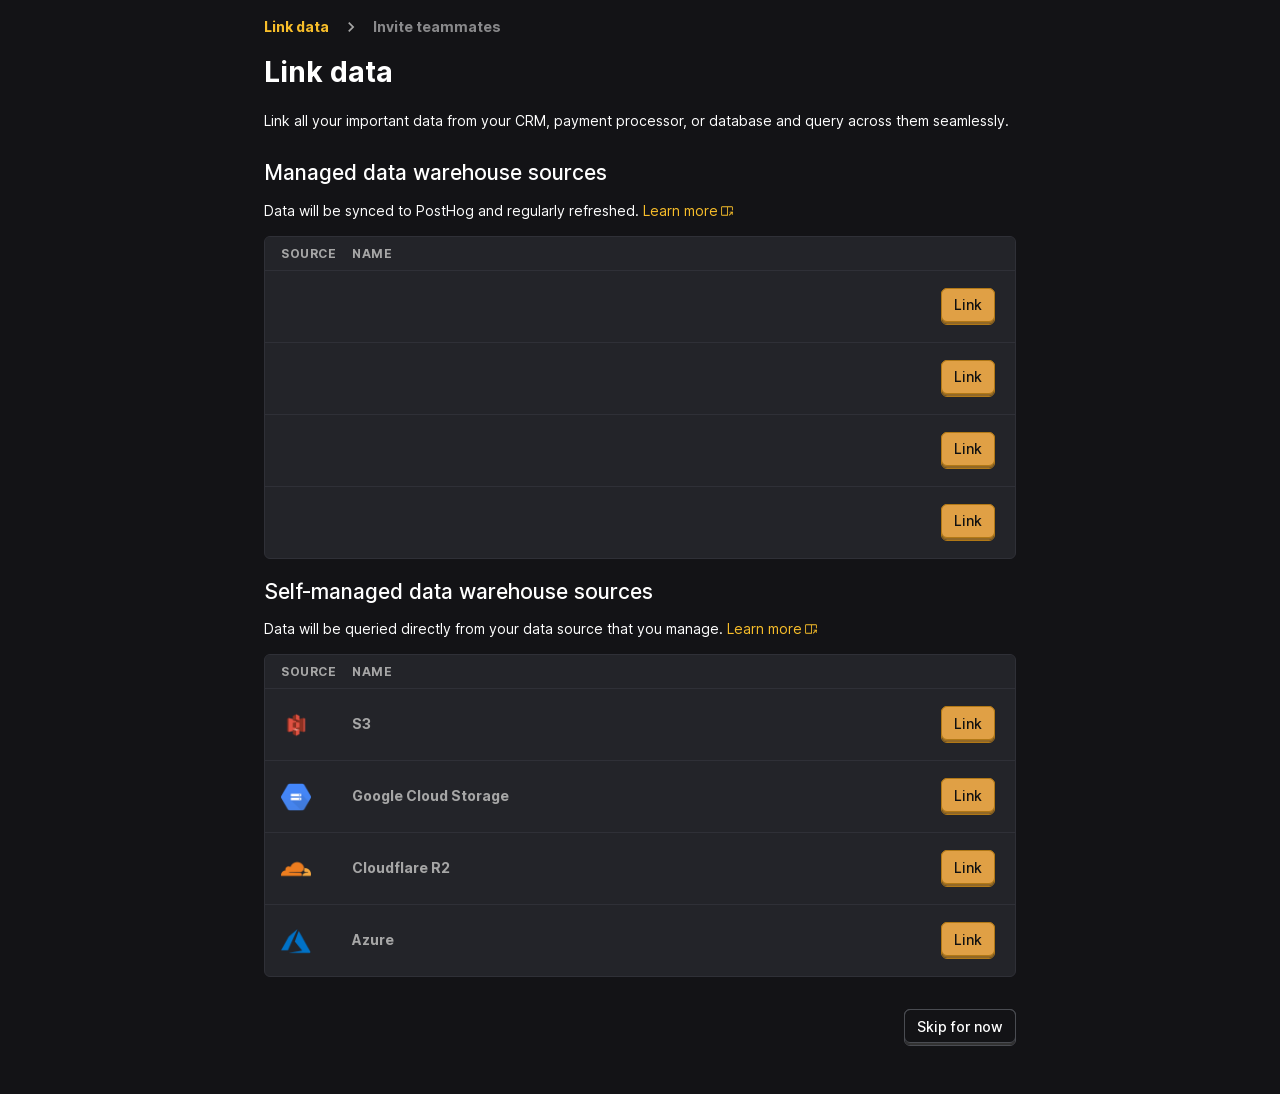 Link data > Invite teammates
Link data
Link all your important data from your CRM, payment processor, or database and query across them seamlessly.
Managed data warehouse sources
Data will be synced to PostHog and regularly refreshed. Learn more
SOURCE NAME
Link
Link
Link
Link
Self-managed data warehouse sources
Data will be queried directly from your data source that you manage. Learn more
SOURCE NAME
S3 Link
Google Cloud Storage Link
Cloudflare R2 Link
Azure Link
Skip for now